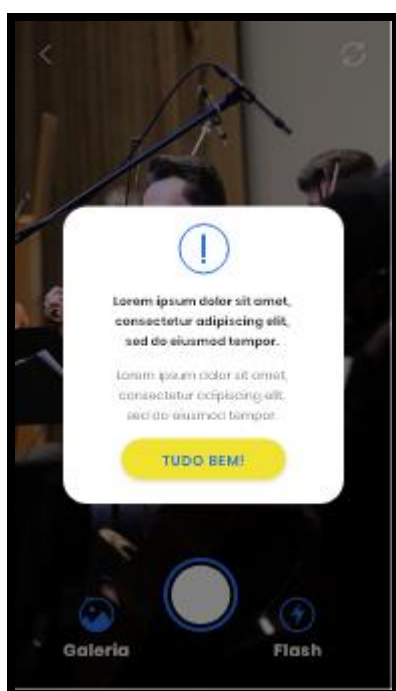 Lorem ipsum dolor sit amet,
consectetur adipiscing elit,
sed do eiusmod tempor.
Lorem ipsum dolor sit amet,
consectetur adipiscing elit,
sed do eiusmod tempor.
TUDO BEM!
Galeria
Flash